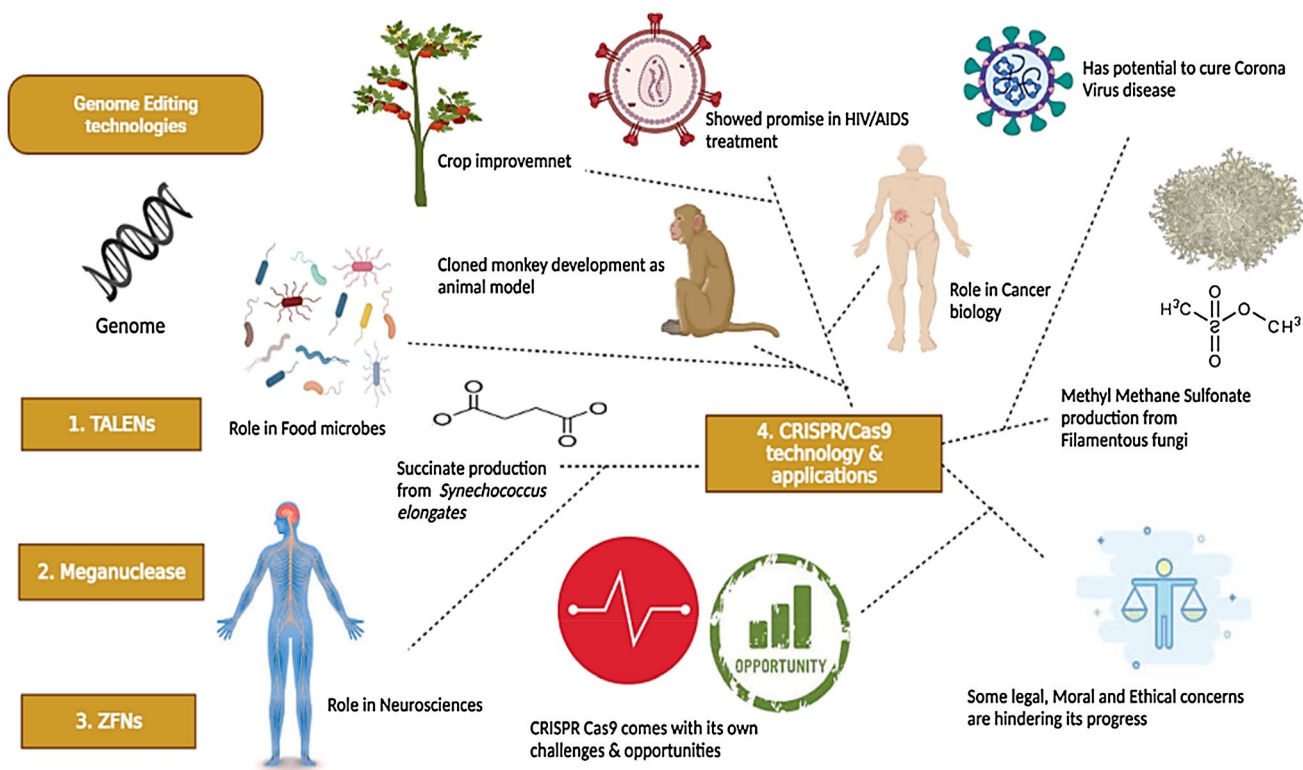 Genome Editing
technologies
Genome
1. TALENs
2. Meganuclease
3. ZFNs
Crop improvemnet
Showed promise in HIV/AIDS
treatment
Has potential to cure Corona
Virus disease
Cloned monkey development as
animal model
Role in Cancer
biology
Role in Food microbes
O
O
O
O
Succinate production
from Synechococcus
elongates
4. CRISPR/Cas9
technology &
applications
O
H³C S O CH³
O
Methyl Methane Sulfonate
production from
Filamentous fungi
Role in Neurosciences
OPPORTUNITY
CRISPR Cas9 comes with its own
challenges & opportunities
Some legal, Moral and Ethical concerns
are hindering its progress